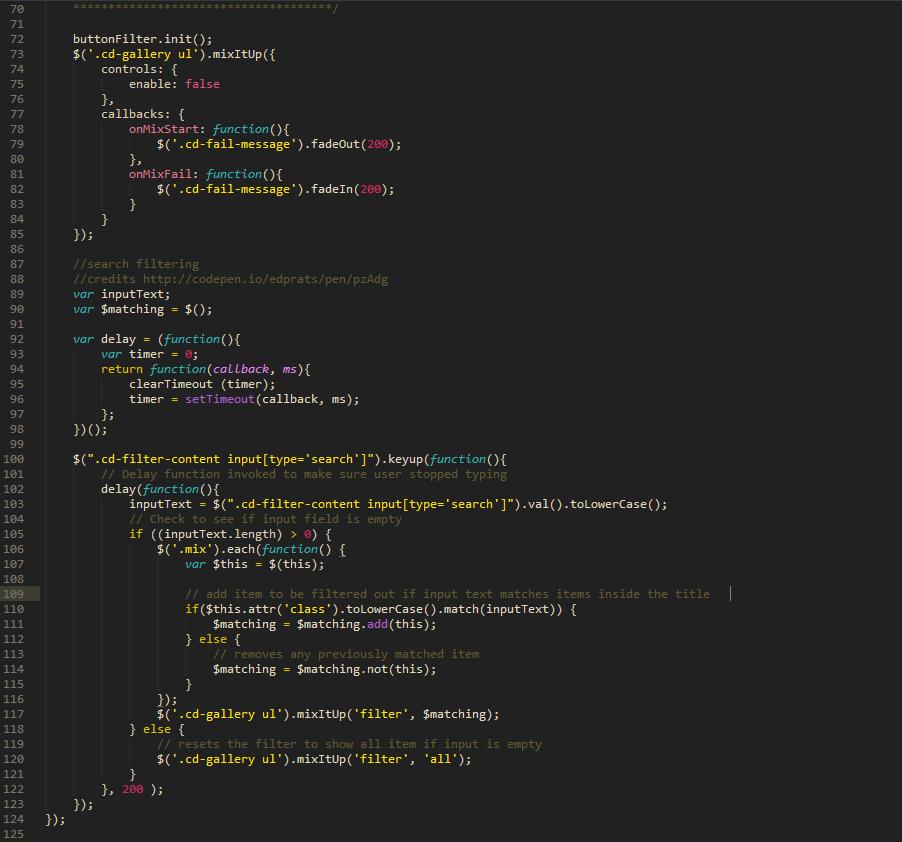 70 *************************************/
71
72 buttonFilter.init();
73 $('.cd-gallery ul').mixItUp({
74 controls: {
75 enable: false
76 },
77 callbacks: {
78 onMixStart: function(){
79 $('.cd-fail-message').fadeOut(200);
80 },
81 onMixFail: function(){
82 $('.cd-fail-message').fadeIn(200);
83 }
84 }
85 });
86
87 //search filtering
88 //credits http://codepen.io/edprats/pen/pzAdg
89 var inputText;
90 var $matching = $();
91
92 var delay = (function(){
93 var timer = 0;
94 return function(callback, ms){
95 clearTimeout (timer);
96 timer = setTimeout(callback, ms);
97 };
98 })();
99
100 $(".cd-filter-content input[type='search']").keyup(function(){
101 // Delay function invoked to make sure user stopped typing
102 delay(function(){
103 inputText = $(".cd-filter-content input[type='search']").val().toLowerCase();
104 // Check to see if input field is empty
105 if ((inputText.length) > 0) {
106 $('.mix').each(function() {
107 var $this = $(this);
108
109 // add item to be filtered out if input text matches items inside the title
110 if($this.attr('class').toLowerCase().match(inputText)) {
111 $matching = $matching.add(this);
112 } else {
113 // removes any previously matched item
114 $matching = $matching.not(this);
115 }
116 });
117 $('.cd-gallery ul').mixItUp('filter', $matching);
118 } else {
119 // resets the filter to show all item if input is empty
120 $('.cd-gallery ul').mixItUp('filter', 'all');
121 }
122 }, 200 );
123 });
124 });
125